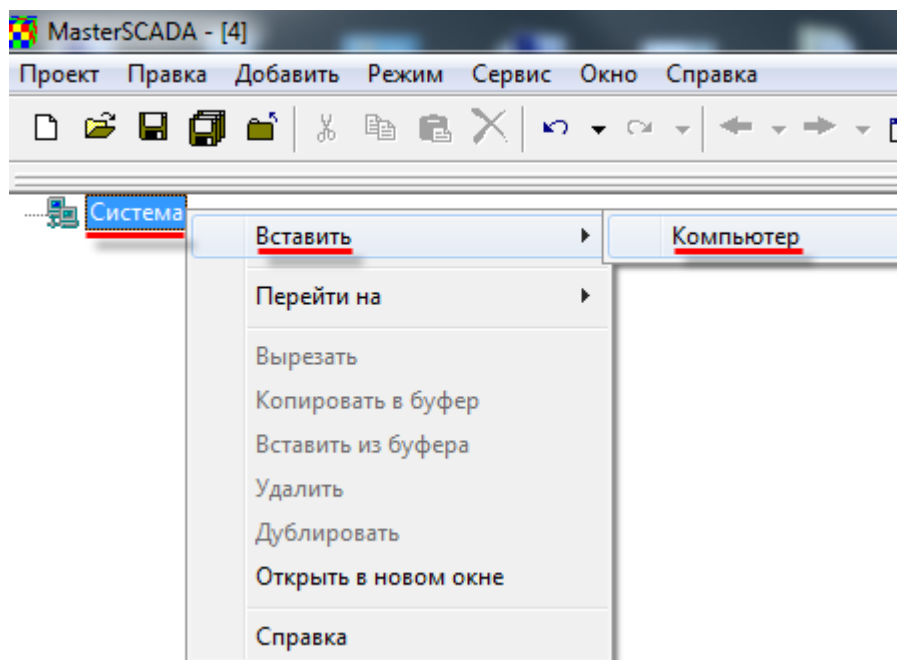 MasterSCADA - [4]
Проект Правка Добавить Режим Сервис Окно Справка
Система
Вставить Компьютер
Перейти на
Вырезать
Копировать в буфер
Вставить из буфера
Удалить
Дублировать
Открыть в новом окне
Справка